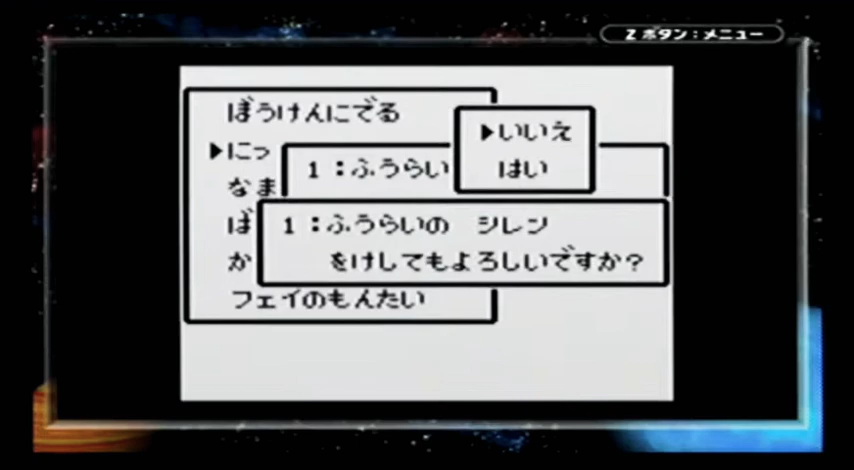 Zボタン:メニュー
ぼうけんにでる
▶いいえ
はい
▶にっ
1:ふうらい
なま
ぼ
1:ふうらいの シレン
をけしてもよろしいですか?
か
フェイのもんだい